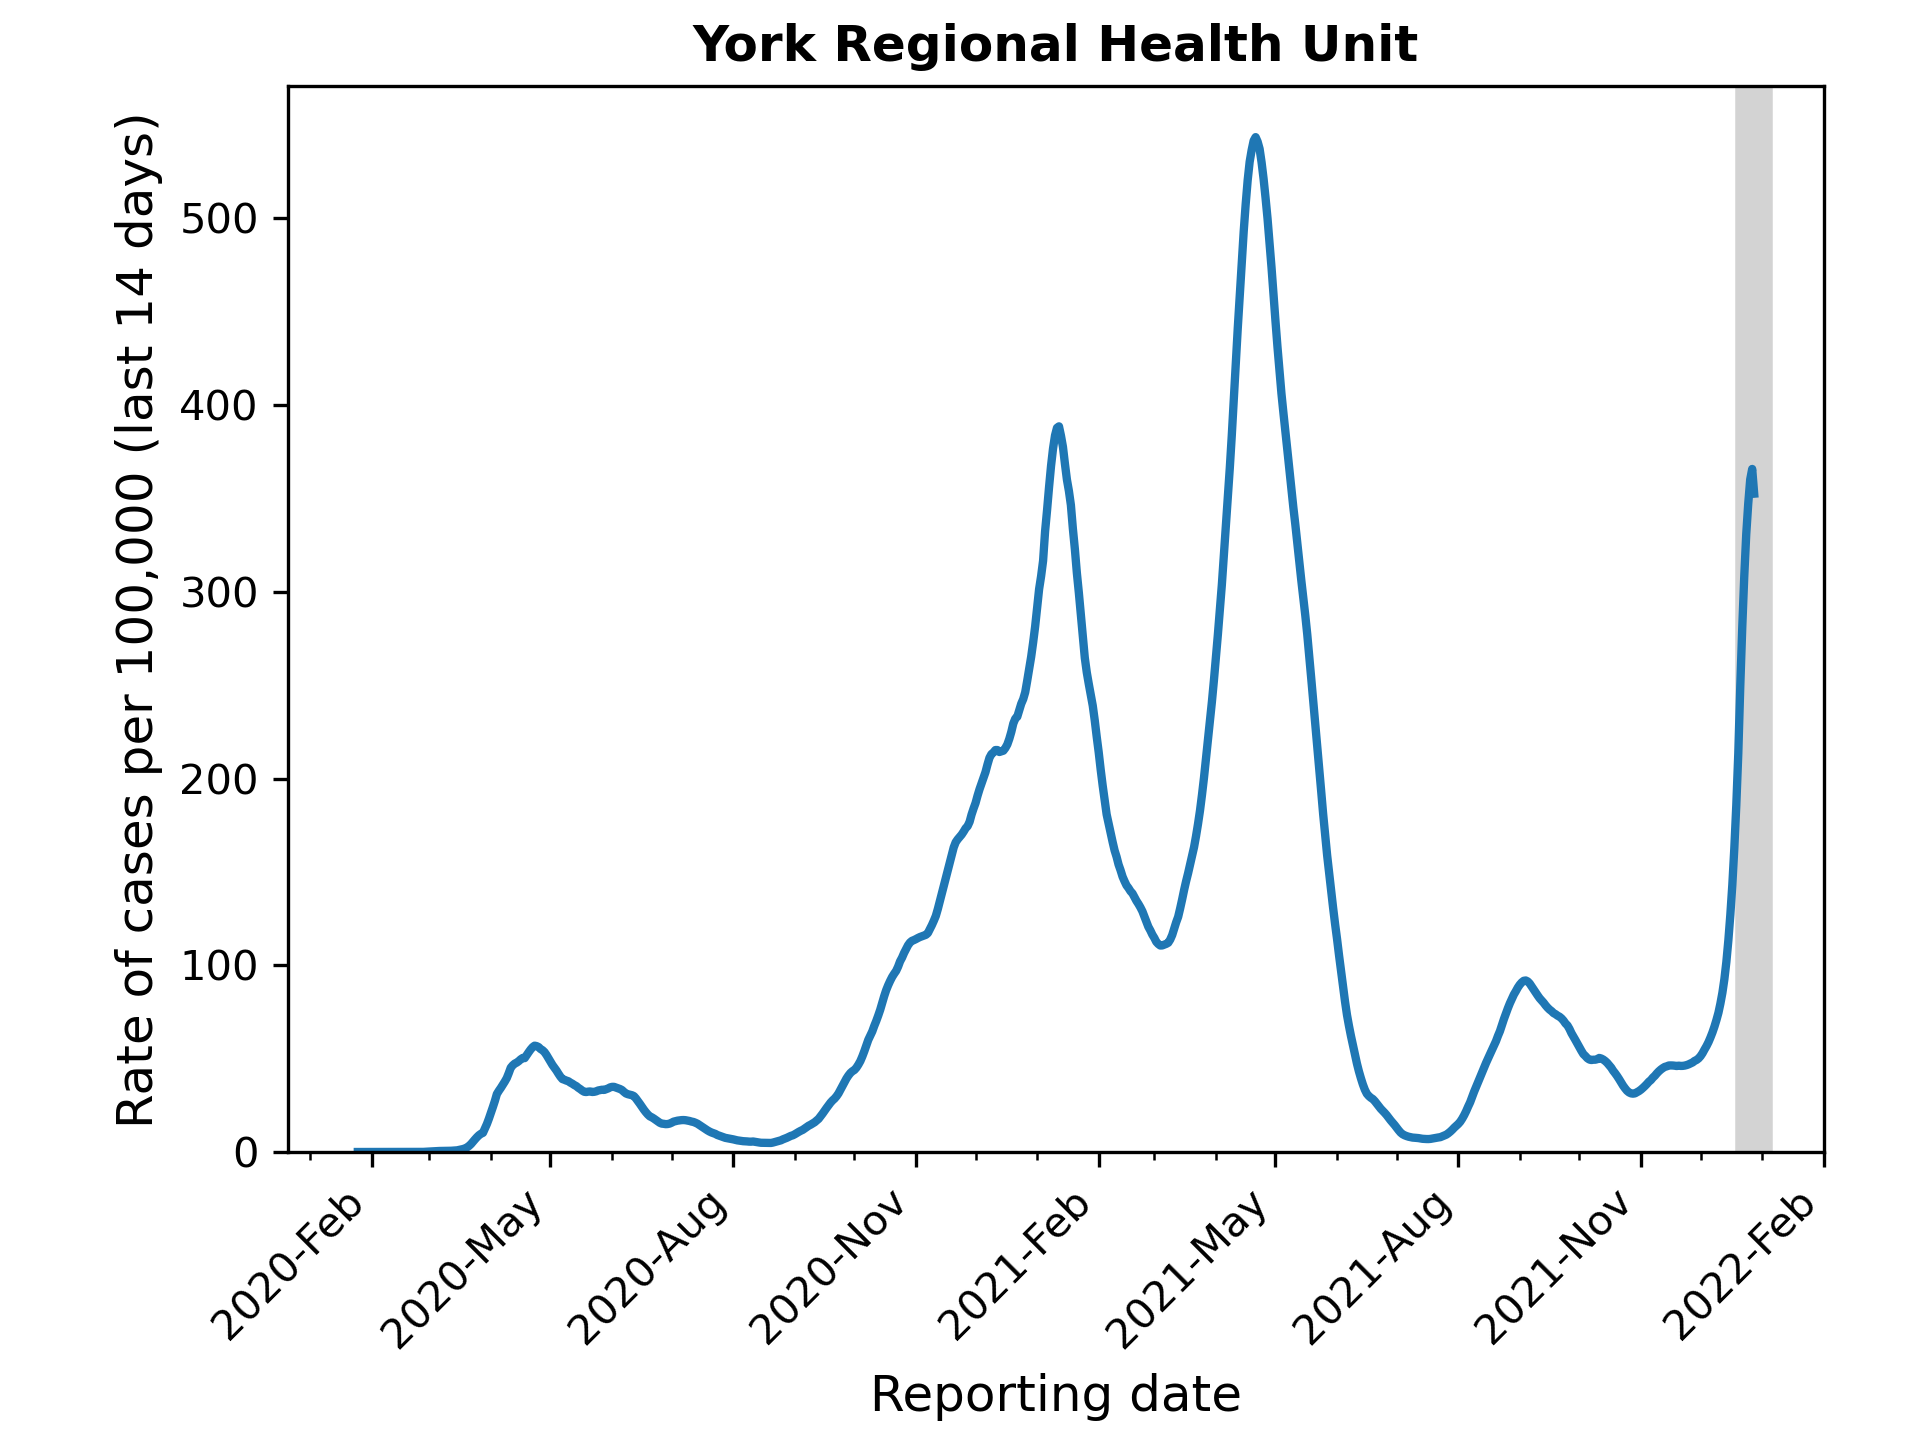 York Regional Health Unit
Rate of cases per 100,000 (last 14 days)
500
400
300
200
100
0
2020-Feb
2020-May
2020-Aug
2020-Nov
2021-Feb
2021-May
2021-Aug
2021-Nov
2022-Feb
Reporting date